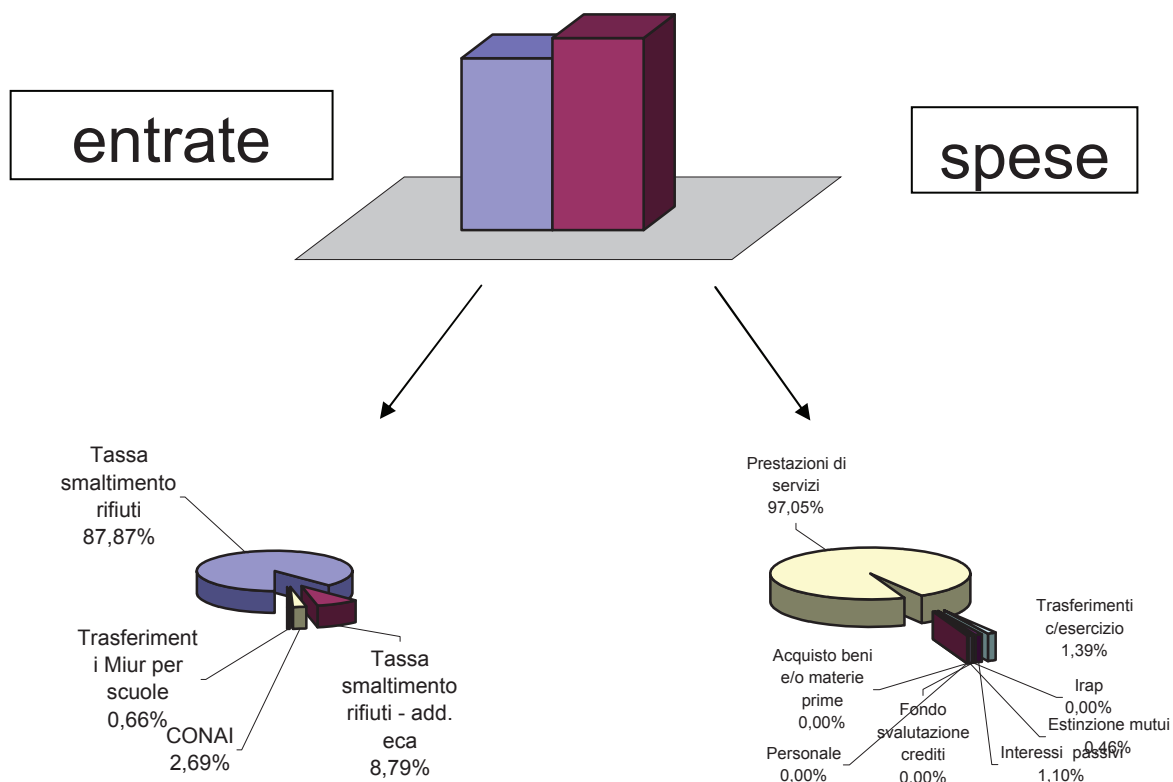 entrate
spese
Tassa
smaltimento
rifiuti
87,87%
Trasferiment
i Miur per
scuole
0,66%
CONAI
2,69%
Tassa
smaltimento
rifiuti - add.
eca
8,79%
Prestazioni di
servizi
97,05%
Acquisto beni
e/o materie
prime
0,00%
Personale
0,00%
Fondo
svalutazione
crediti
0,00%
Trasferimenti
c/esercizio
1,39%
Irap
0,00%
Estinzione mutui
0,46%
Interessi passivi
1,10%